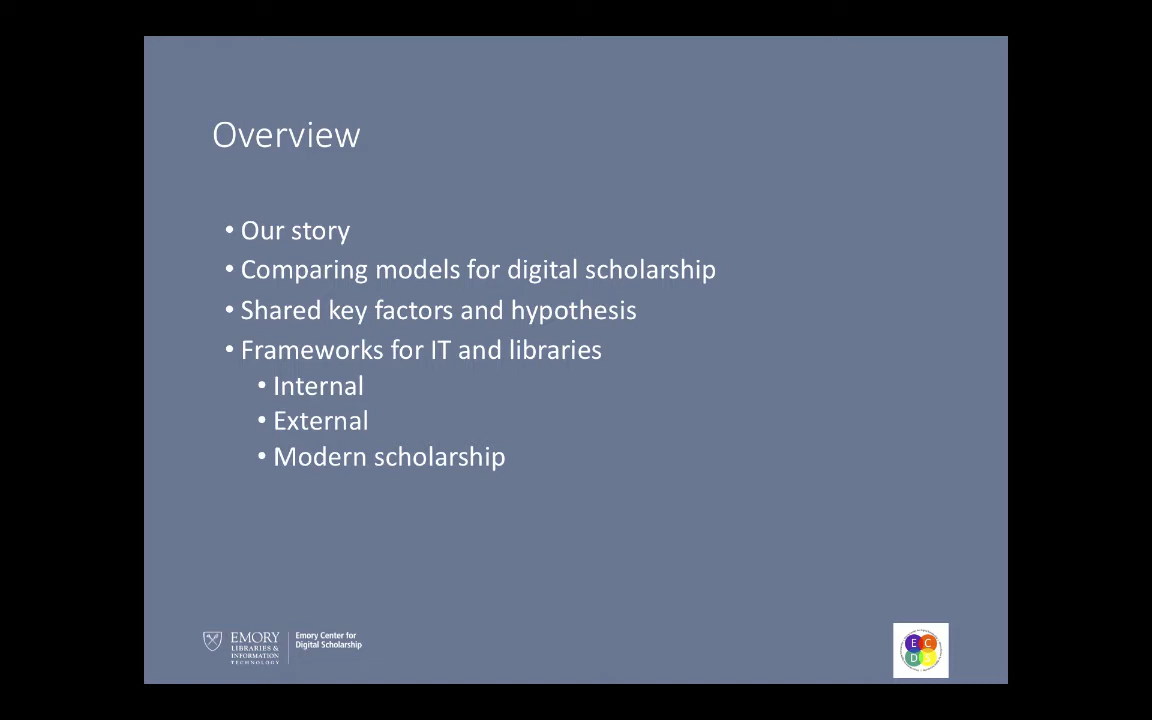 Overview
• Our story
• Comparing models for digital scholarship
• Shared key factors and hypothesis
• Frameworks for IT and libraries
• Internal
• External
• Modern scholarship
EMORY
LIBRARIES &
INFORMATION
TECHNOLOGY
Emory Center for
Digital Scholarship
E C
D S